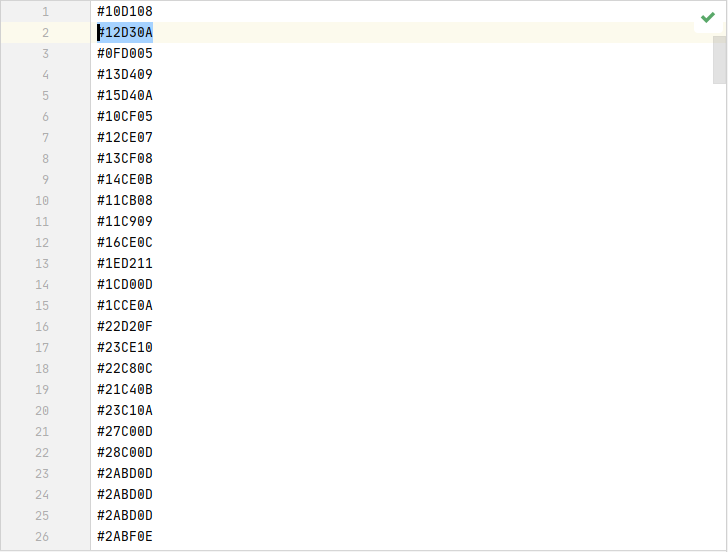 1 #10D108
2 #12D30A
3 #0FD005
4 #13D409
5 #15D40A
6 #10CF05
7 #12CE07
8 #13CF08
9 #14CE0B
10 #11CB08
11 #11C909
12 #16CE0C
13 #1ED211
14 #1CD00D
15 #1CCE0A
16 #22D20F
17 #23CE10
18 #22C80C
19 #21C40B
20 #23C10A
21 #27C00D
22 #28C00D
23 #2ABD0D
24 #2ABD0D
25 #2ABD0D
26 #2ABF0E